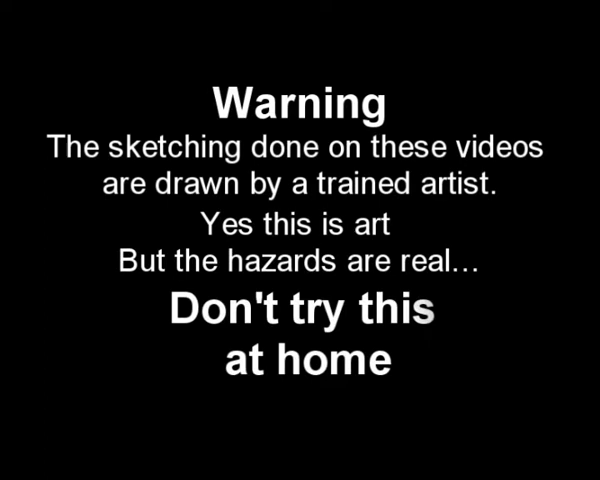 Warning
The sketching done on these videos
are drawn by a trained artist.
Yes this is art
But the hazards are real...
Don't try this
at home